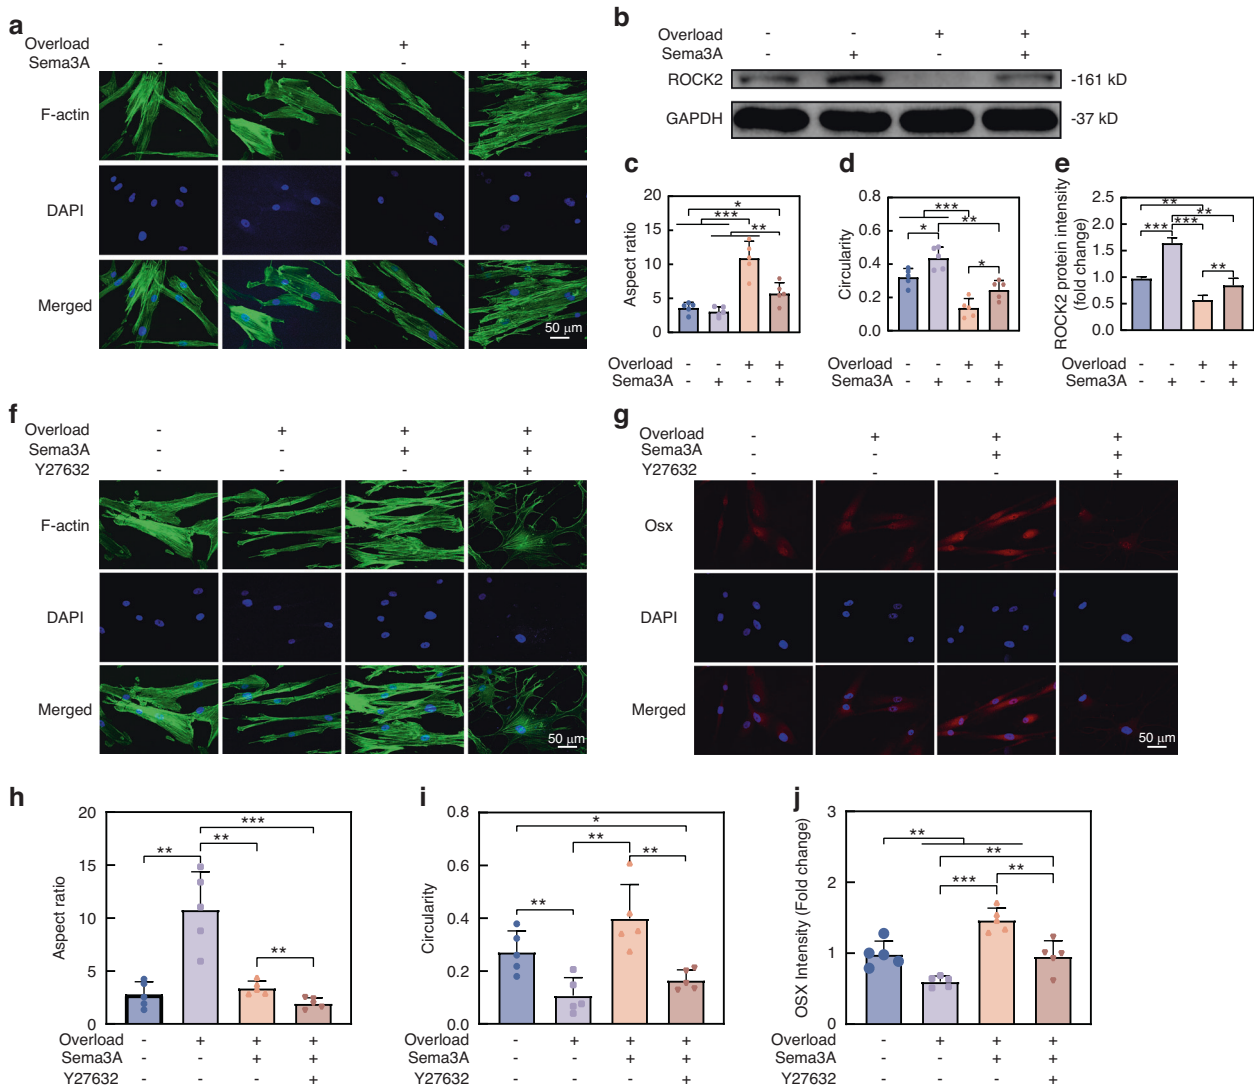 a
Overload - - + +
Sema3A - + - +
F-actin
DAPI
Merged
50 μm
b
Overload - - + +
Sema3A - + - +
ROCK2 -161 kD
GAPDH -37 kD
c
Aspect ratio
20
15
10
5
0
*
***
**
Overload - - + +
Sema3A - + - +
d
Circularity
0.8
0.6
0.4
0.2
0.0
***
* **
*
Overload - - + +
Sema3A - + - +
e
ROCK2 protein intensity
(fold change)
2.5
2.0
1.5
1.0
0.5
0.0
**
**
*** ***
**
Overload - - + +
Sema3A - + - +
f
Overload - + + +
Sema3A - - + +
Y27632 - - - +
F-actin
DAPI
Merged
50 μm
g
Overload - + + +
Sema3A - - + +
Y27632 - - - +
Osx
DAPI
Merged
50 μm
h
Aspect ratio
20
15
10
5
0
***
**
**
**
Overload - + + +
Sema3A - - + +
Y27632 - - - +
i
Circularity
0.8
0.6
0.4
0.2
0.0
*
**
**
**
Overload - + + +
Sema3A - - + +
Y27632 - - - +
j
OSX Intensity (Fold change)
3
2
1
0
**
**
**
***
Overload - + + +
Sema3A - - + +
Y27632 - - - +